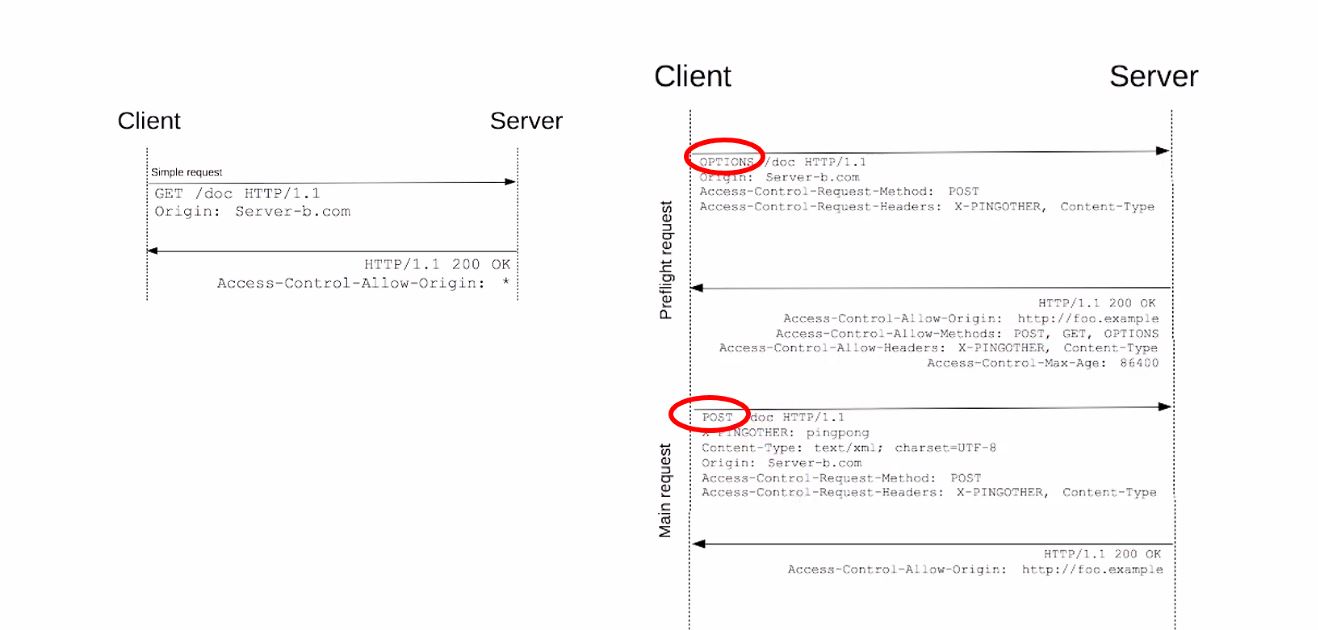 Client
Server
Simple request
GET /doc HTTP/1.1
Origin: Server-b.com
HTTP/1.1 200 OK
Access-Control-Allow-Origin: *
Client
Server
Preflight request
OPTIONS /doc HTTP/1.1
Origin: Server-b.com
Access-Control-Request-Method: POST
Access-Control-Request-Headers: X-PINGOTHER, Content-Type
HTTP/1.1 200 OK
Access-Control-Allow-Origin: http://foo.example
Access-Control-Allow-Methods: POST, GET, OPTIONS
Access-Control-Allow-Headers: X-PINGOTHER, Content-Type
Access-Control-Max-Age: 86400
Main request
POST /doc HTTP/1.1
X-PINGOTHER: pingpong
Content-Type: text/xml; charset=UTF-8
Origin: Server-b.com
Access-Control-Request-Method: POST
Access-Control-Request-Headers: X-PINGOTHER, Content-Type
HTTP/1.1 200 OK
Access-Control-Allow-Origin: http://foo.example